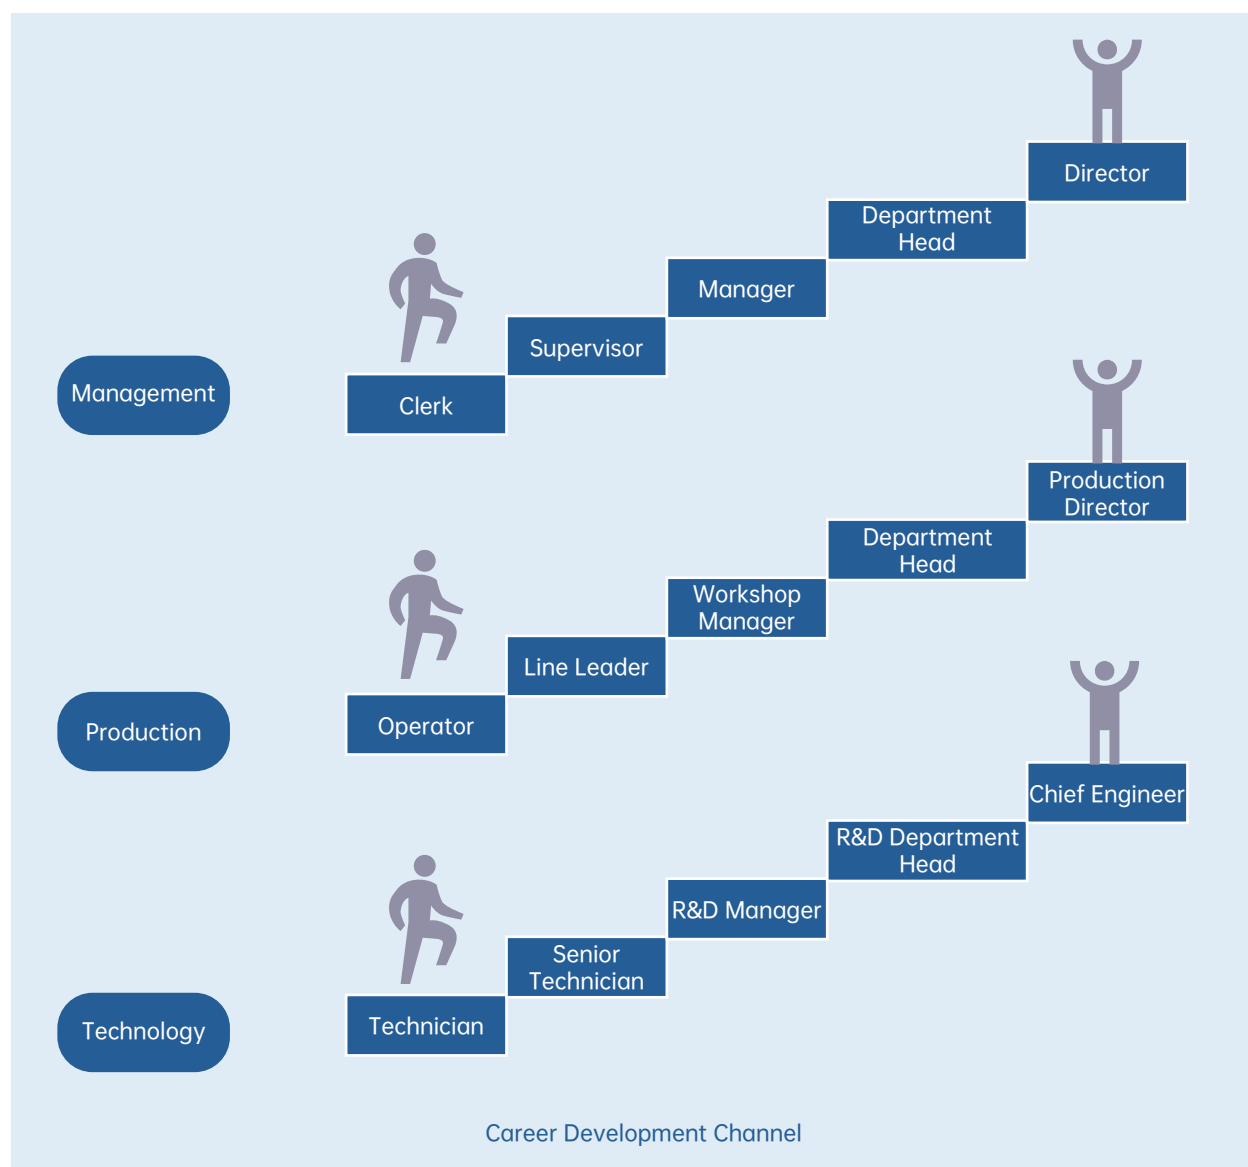 Management
Clerk
Supervisor
Manager
Department
Head
Director
Production
Operator
Line Leader
Workshop
Manager
Department
Head
Production
Director
Technology
Technician
Senior
Technician
R&D Manager
R&D Department
Head
Chief Engineer
Career Development Channel